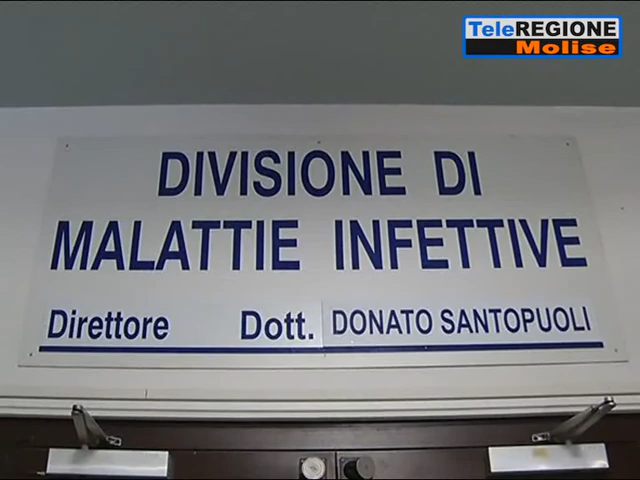 TeleREGIONE
Molise
DIVISIONE DI
MALATTIE INFETTIVE
Direttore Dott. DONATO SANTOPUOLI